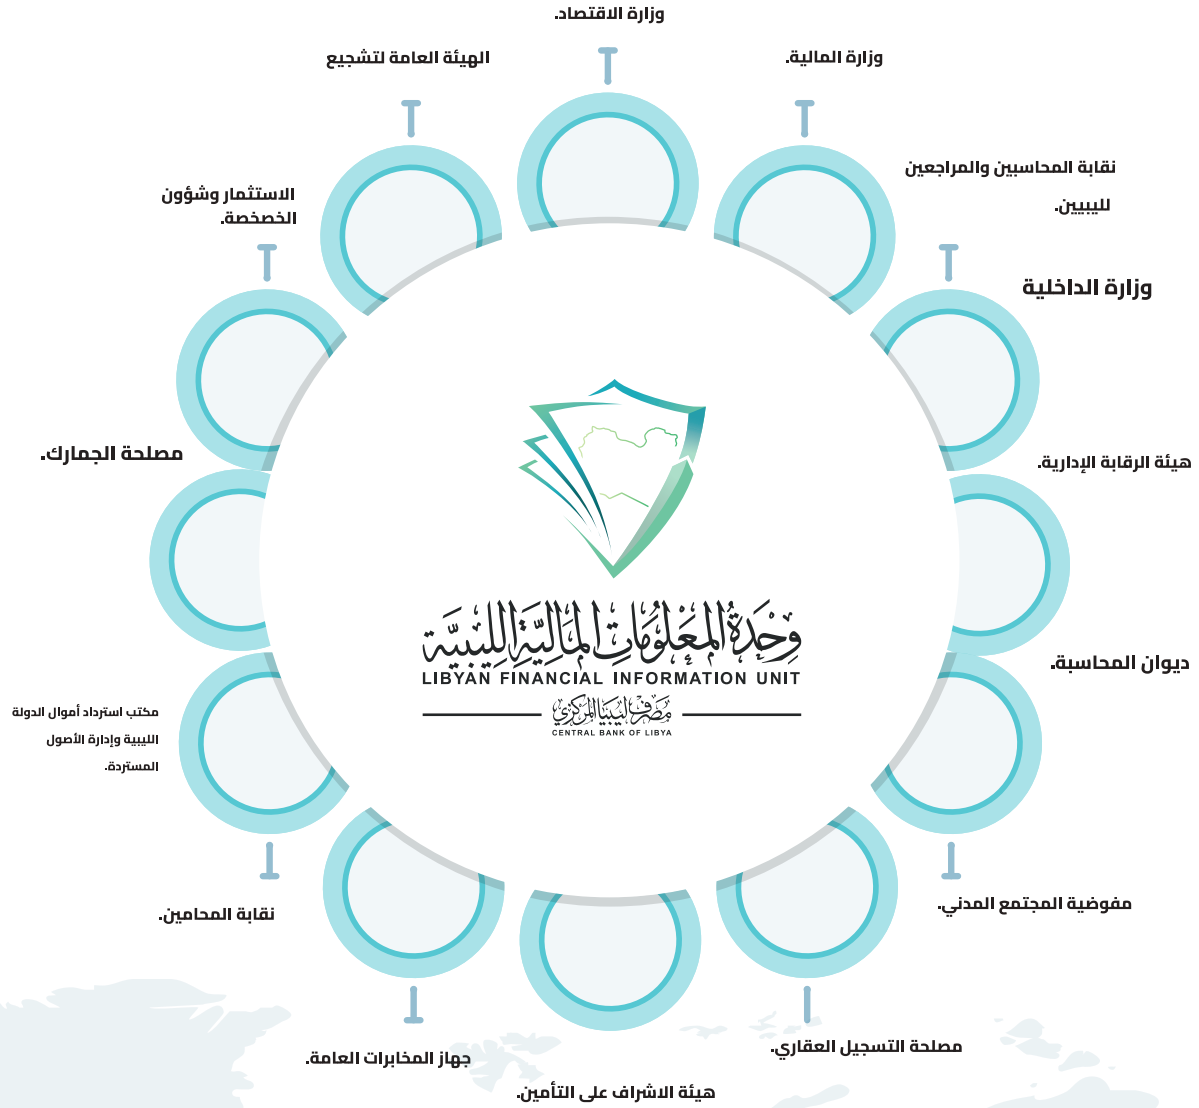 وزارة الاقتصاد.
وزارة المالية.
الهيئة العامة لتشجيع
نقابة المحاسبين والمراجعين
لليبيين.
الاستثمار وشؤون
الخصخصة.
وزارة الداخلية
مصلحة الجمارك.
هيئة الرقابة الإدارية.
وحدة المعلومات المالية الليبية
LIBYAN FINANCIAL INFORMATION UNIT
مصرف ليبيا المركزي
CENTRAL BANK OF LIBYA
ديوان المحاسبة.
مكتب استرداد أموال الدولة
الليبية وإدارة الأصول
المستردة.
مفوضية المجتمع المدني.
نقابة المحامين.
مصلحة التسجيل العقاري.
جهاز المخابرات العامة.
هيئة الاشراف على التأمين.